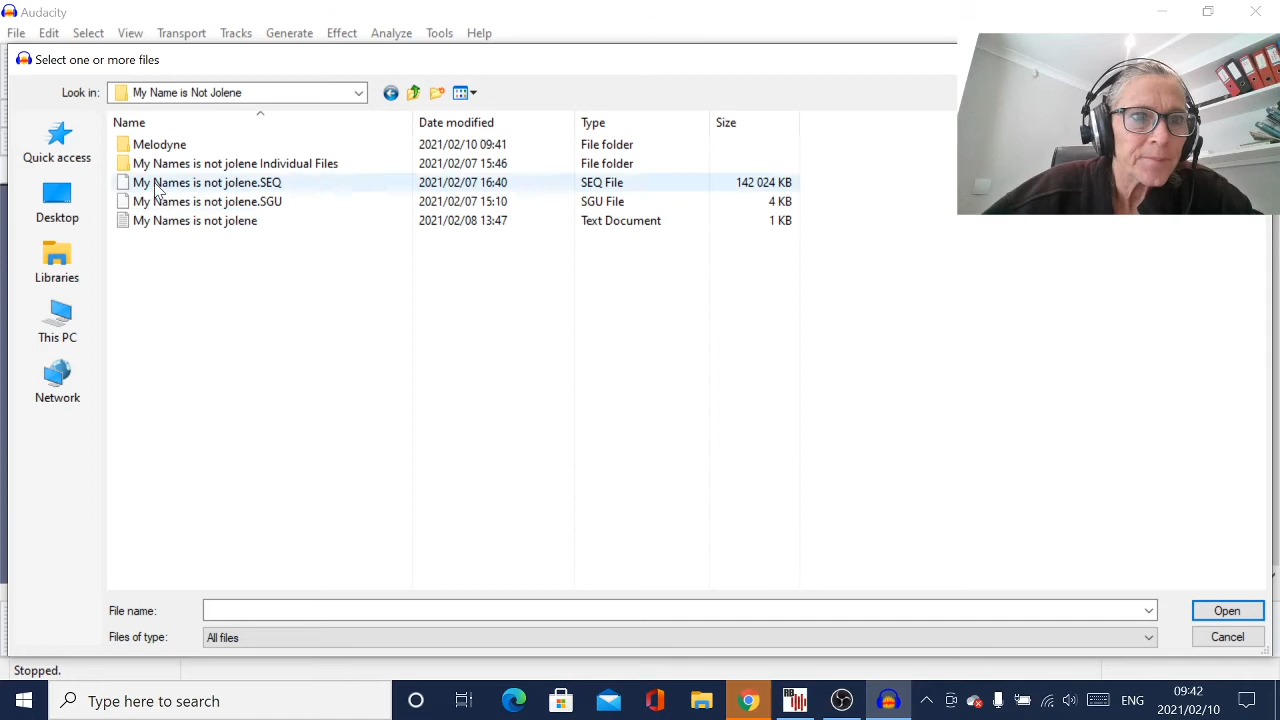 Audacity
File Edit Select View Transport Tracks Generate Effect Analyze Tools Help
Select one or more files
Look in: My Name is Not Jolene
Name Date modified Type Size
Melodyne 2021/02/10 09:41 File folder
My Names is not jolene Individual Files 2021/02/07 15:46 File folder
My Names is not jolene.SEQ 2021/02/07 16:40 SEQ File 142 024 KB
My Names is not jolene.SGU 2021/02/07 15:10 SGU File 4 KB
My Names is not jolene 2021/02/08 13:47 Text Document 1 KB
Quick access
Desktop
Libraries
This PC
Network
File name: Open
Files of type: All files Cancel
Stopped.
Type here to search
RB
ENG
09:42
2021/02/10